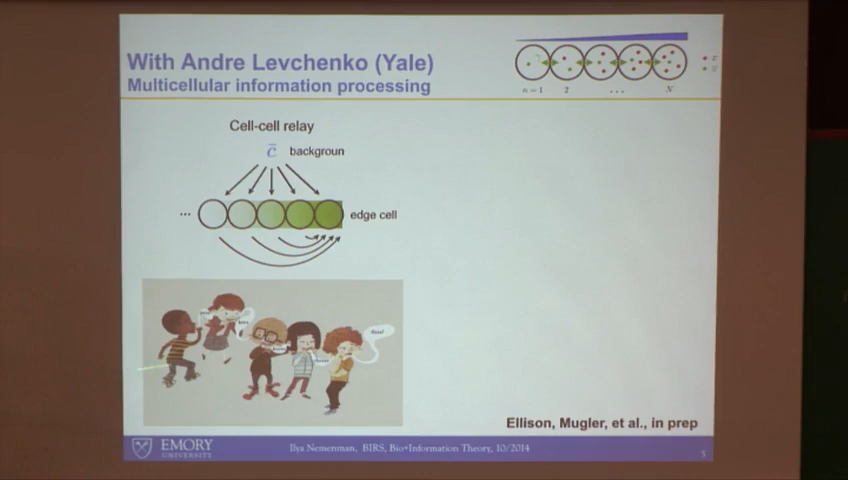 With Andre Levchenko (Yale)
Multicellular information processing
n = 1 2 ... N
Cell-cell relay
c̄ backgroun
... edge cell
Ellison, Mugler, et al., in prep
EMORY
UNIVERSITY
Ilya Nemenman, BIRS, Bio•Information Theory, 10/2014
5